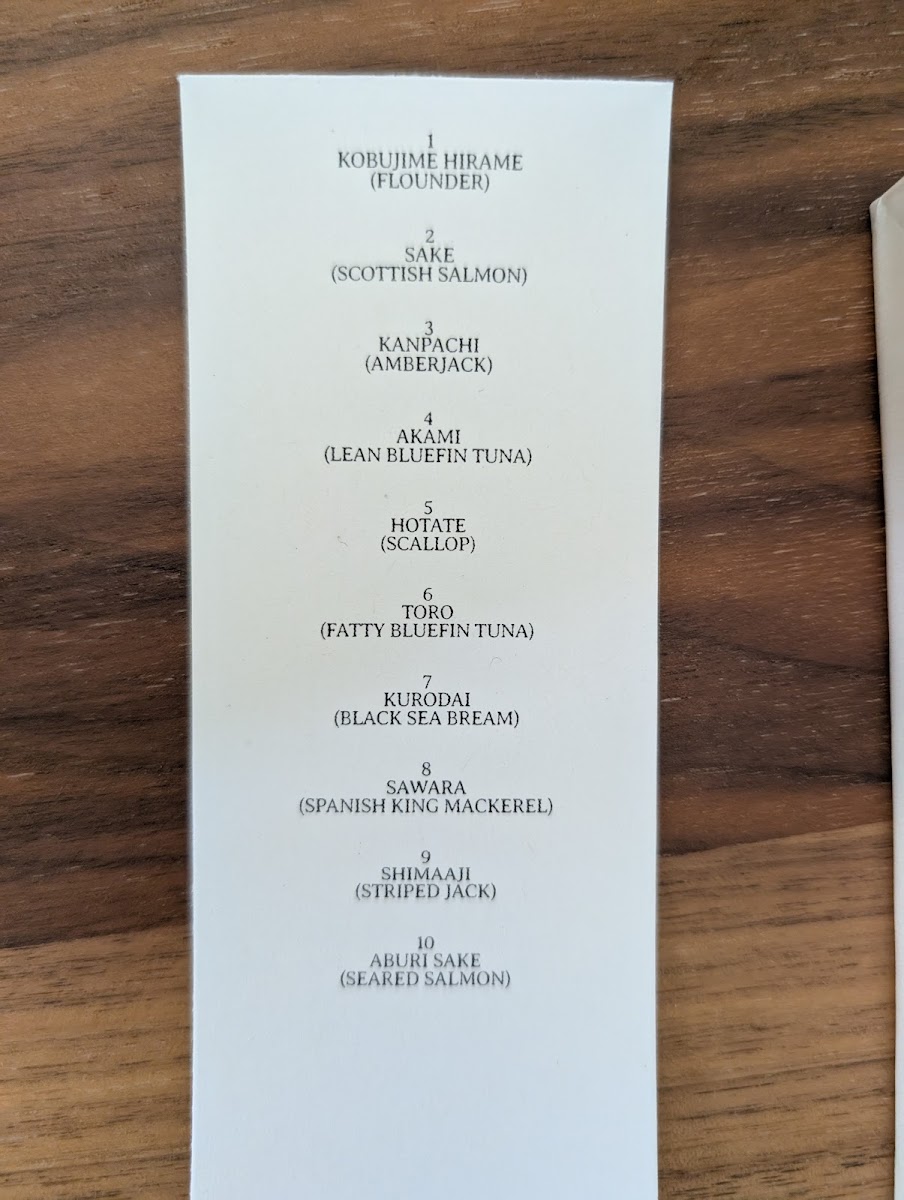 1
KOBUJIME HIRAME
(FLOUNDER)
2
SAKE
(SCOTTISH SALMON)
3
KANPACHI
(AMBERJACK)
4
AKAMI
(LEAN BLUEFIN TUNA)
5
HOTATE
(SCALLOP)
6
TORO
(FATTY BLUEFIN TUNA)
7
KURODAI
(BLACK SEA BREAM)
8
SAWARA
(SPANISH KING MACKEREL)
9
SHIMAAJI
(STRIPED JACK)
10
ABURI SAKE
(SEARED SALMON)